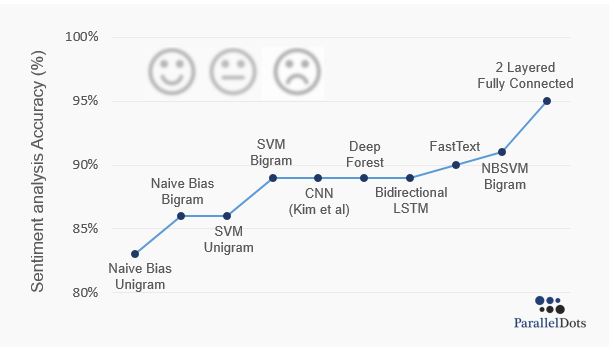 Sentiment analysis Accuracy (%)
100%
95%
90%
85%
80%
Naive Bias
Unigram
Naive Bias
Bigram
SVM
Unigram
SVM
Bigram
CNN
(Kim et al)
Deep
Forest
Bidirectional
LSTM
FastText
NBSVM
Bigram
2 Layered
Fully Connected
ParallelDots